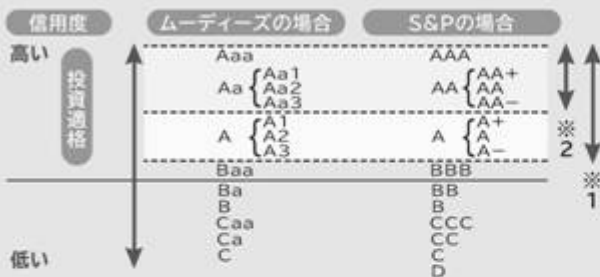 信用度 ムーディーズの場合 S&Pの場合
高い Aaa AAA
投資適格
Aa { Aa1 Aa2 Aa3 AA { AA+ AA AA−
A { A1 A2 A3 A { A+ A A−
※2
Baa BBB
※1
Ba BB
B B
Caa CCC
Ca CC
低い C C
D